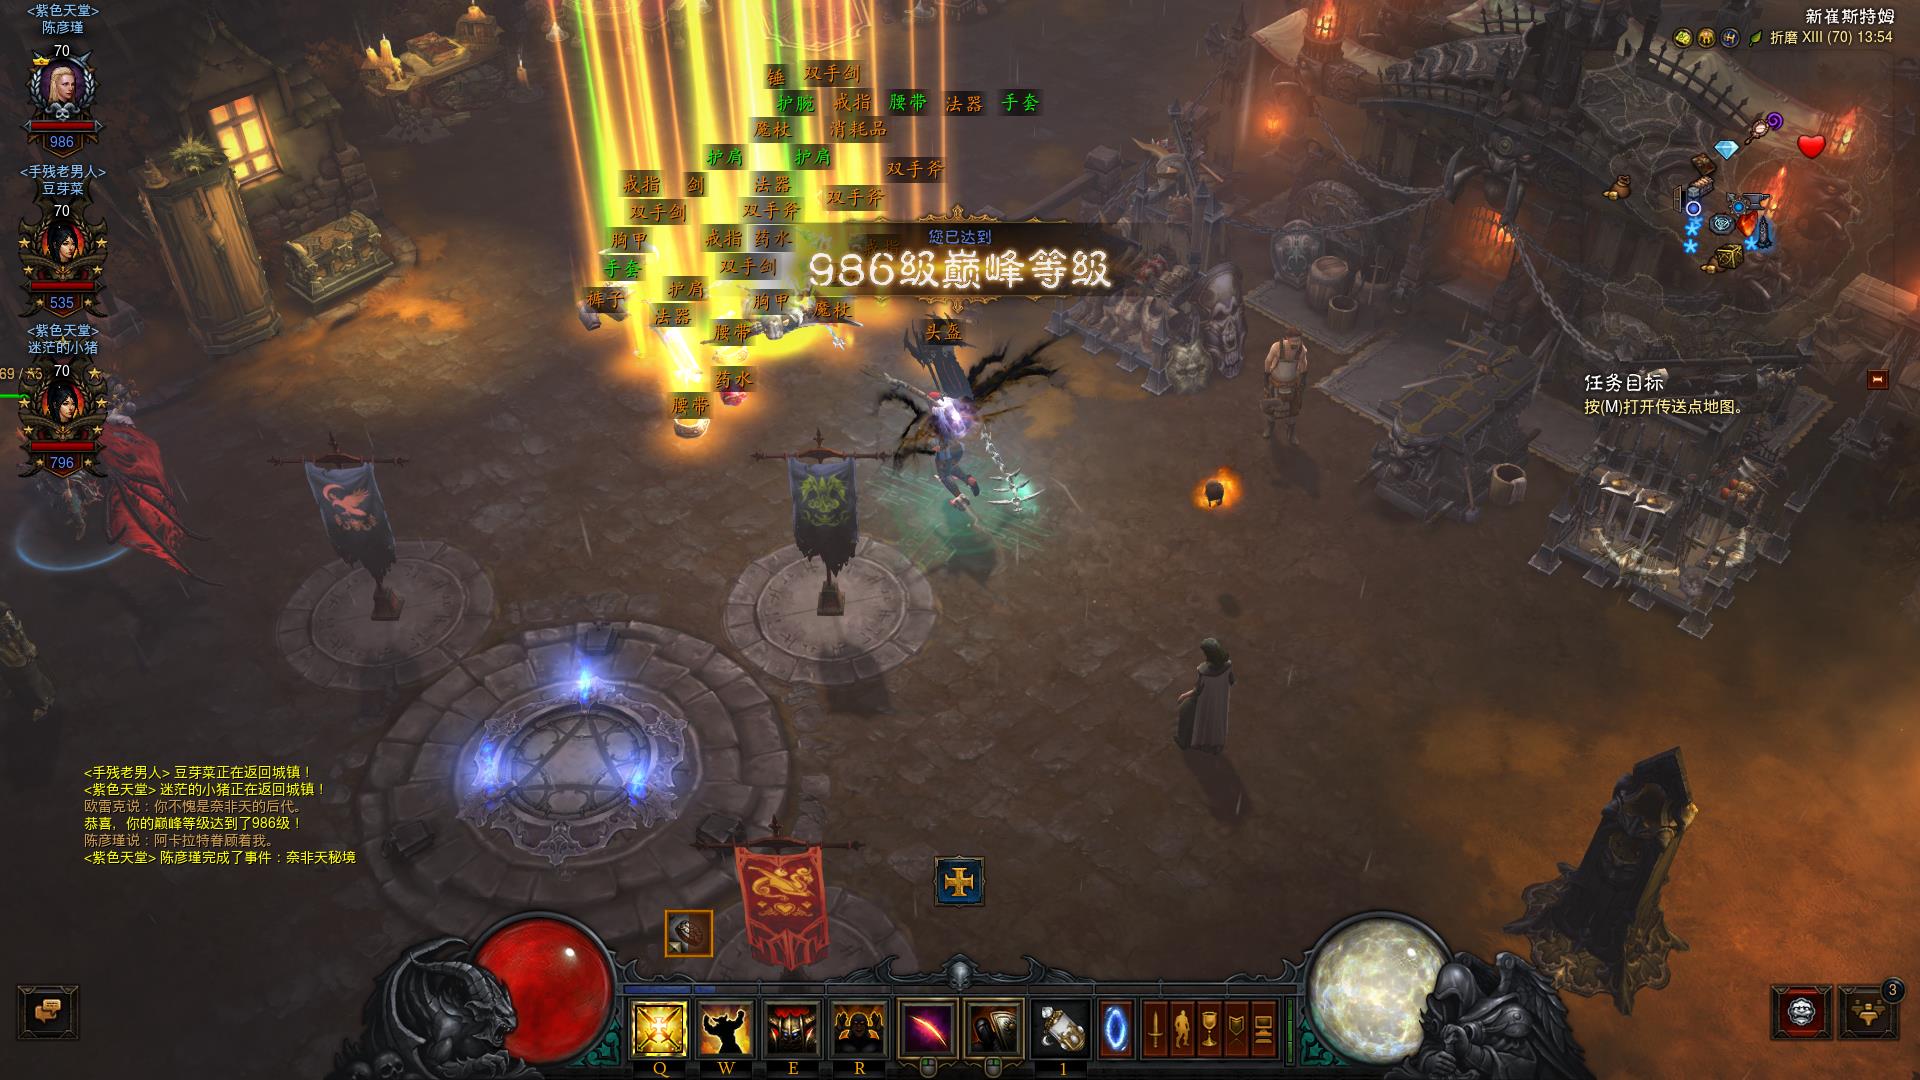 <紫色天堂>
陈彦瑾
70
986
<手残老男人>
豆芽菜
70
535
<紫色天堂>
迷茫的小猪
70
796
新崔斯特姆
折磨 XIII (70) 13:54
锤 双手剑
护腕 戒指 腰带 法器 手套
魔杖 消耗品
护肩 护肩
双手斧
戒指 剑 法器
双手斧
双手剑 双手斧
胸甲 戒指 药水 戒指
手套 双手剑
裤子 护肩 胸甲 魔杖
法器
腰带
头盔
药水
腰带
您已达到
986级巅峰等级
任务目标
按(M)打开传送点地图。
<手残老男人> 豆芽菜正在返回城镇！
<紫色天堂> 迷茫的小猪正在返回城镇！
欧雷克说：你不愧是奈非天的后代。
恭喜，你的巅峰等级达到了986级！
陈彦瑾说：阿卡拉特眷顾着我。
<紫色天堂> 陈彦瑾完成了事件：奈非天秘境
Q W E R 1
3